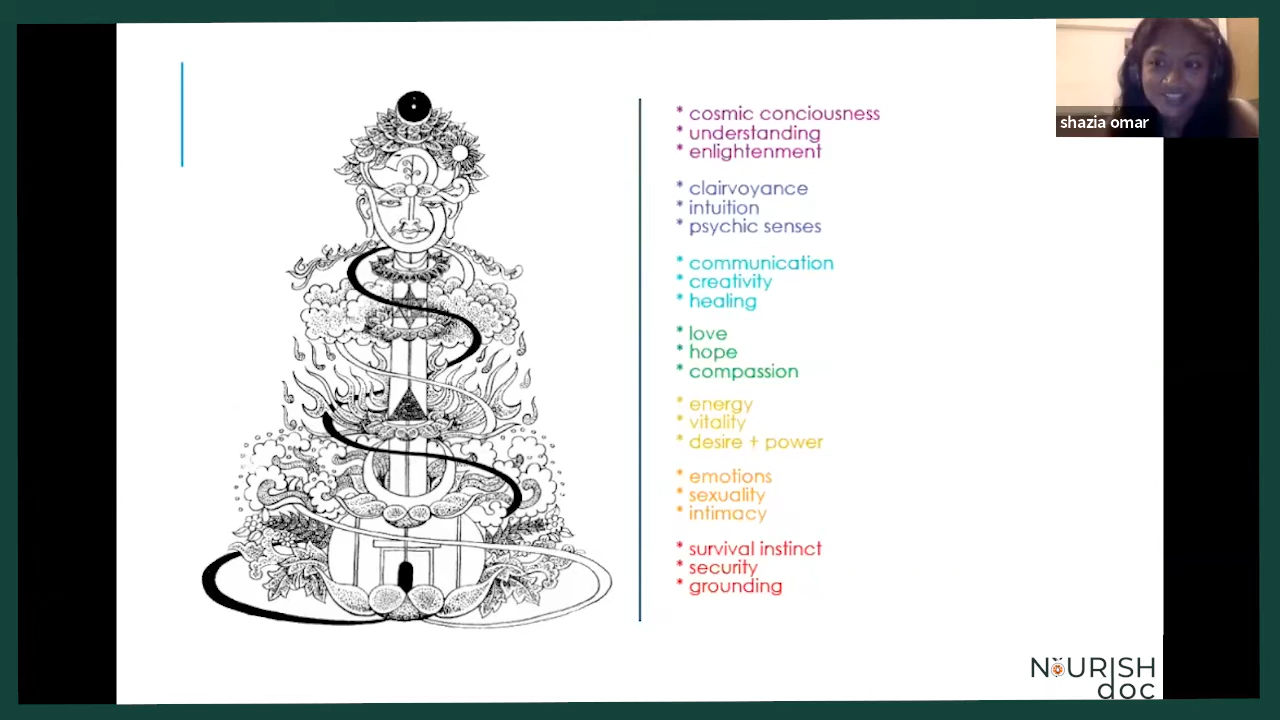 * cosmic conciousness
* understanding
* enlightenment
* clairvoyance
* intuition
* psychic senses
* communication
* creativity
* healing
* love
* hope
* compassion
* energy
* vitality
* desire + power
* emotions
* sexuality
* intimacy
* survival instinct
* security
* grounding
shazia omar
NOURISH
doc